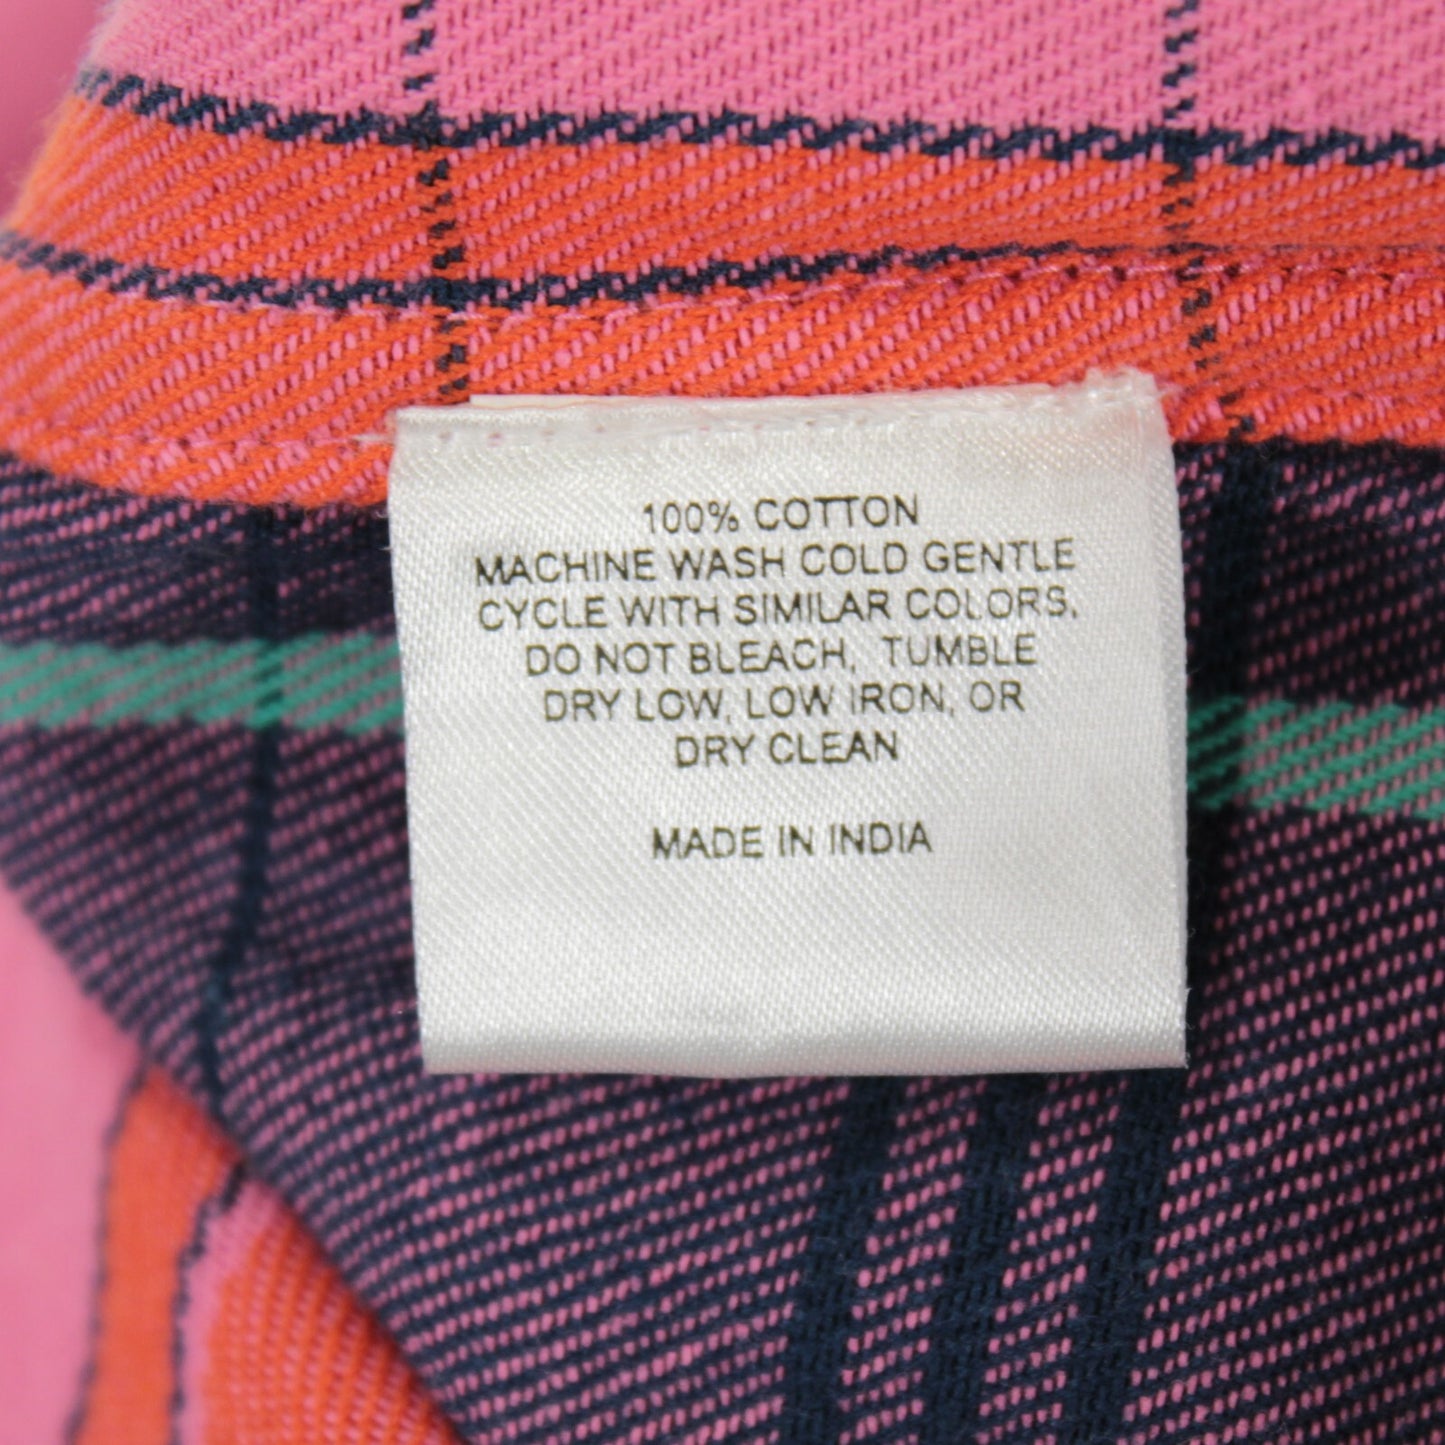 100% COTTON
MACHINE WASH COLD GENTLE
CYCLE WITH SIMILAR COLORS,
DO NOT BLEACH, TUMBLE
DRY LOW, LOW IRON, OR
DRY CLEAN
MADE IN INDIA